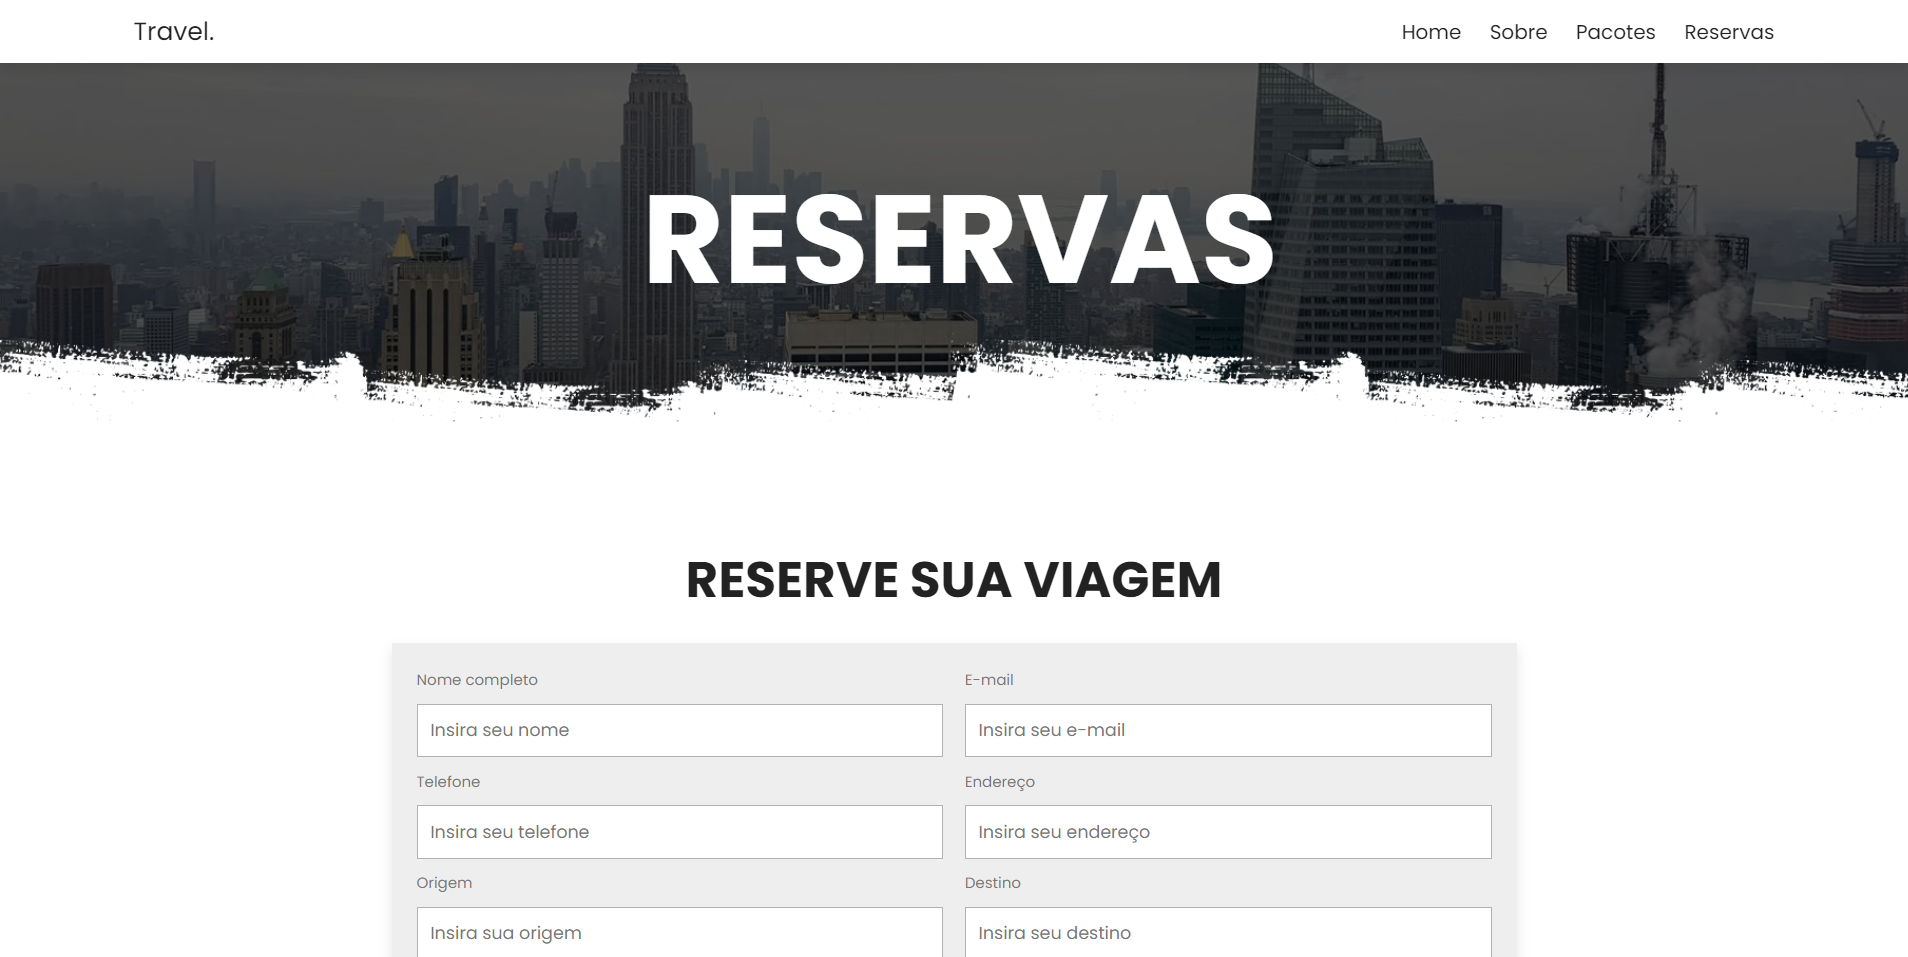 Travel.
Home Sobre Pacotes Reservas
RESERVAS
RESERVE SUA VIAGEM
Nome completo E-mail
Insira seu nome Insira seu e-mail
Telefone Endereço
Insira seu telefone Insira seu endereço
Origem Destino
Insira sua origem Insira seu destino